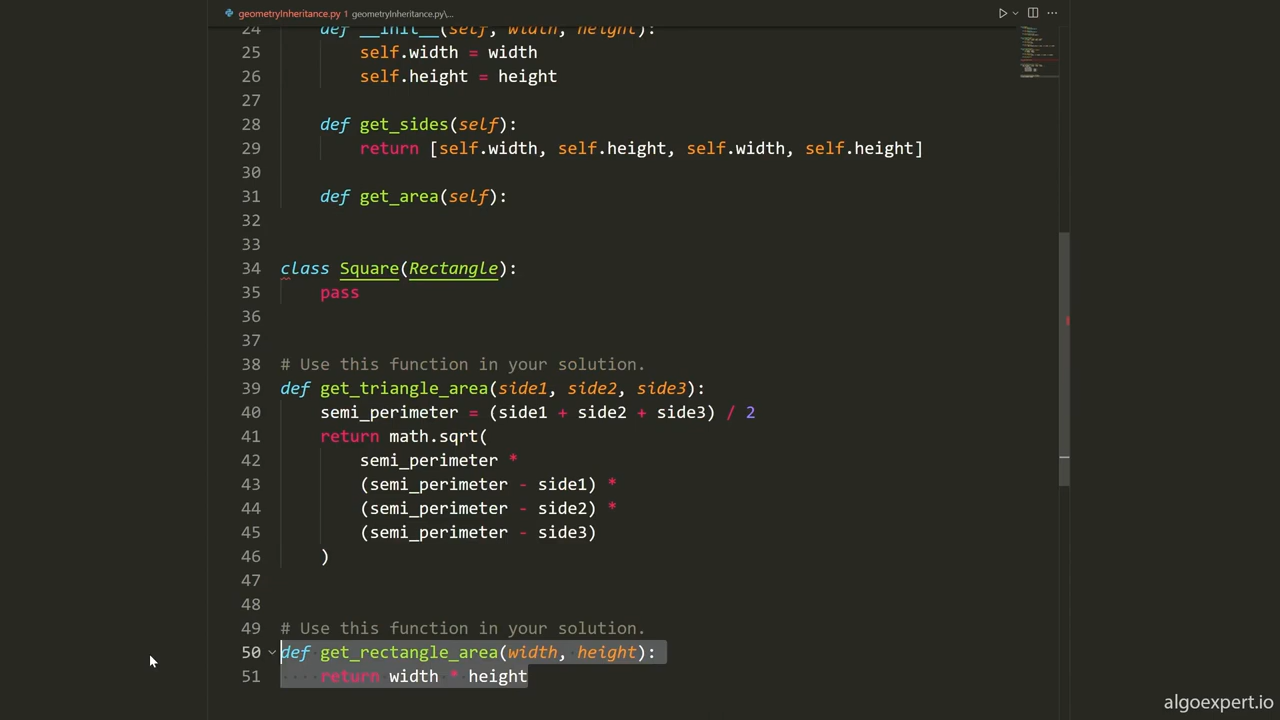 geometryInheritance.py 1 geometryInheritance.py\...
24 def __init__(self, width, height):
25 self.width = width
26 self.height = height
27
28 def get_sides(self):
29 return [self.width, self.height, self.width, self.height]
30
31 def get_area(self):
32
33
34 class Square(Rectangle):
35 pass
36
37
38 # Use this function in your solution.
39 def get_triangle_area(side1, side2, side3):
40 semi_perimeter = (side1 + side2 + side3) / 2
41 return math.sqrt(
42 semi_perimeter *
43 (semi_perimeter - side1) *
44 (semi_perimeter - side2) *
45 (semi_perimeter - side3)
46 )
47
48
49 # Use this function in your solution.
50 def get_rectangle_area(width, height):
51 return width * height
algoexpert.io